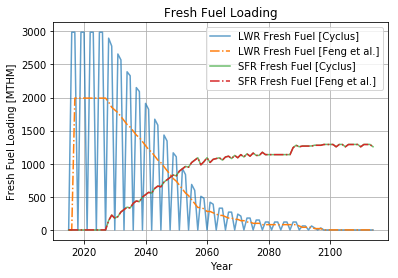 Fresh Fuel Loading
Fresh Fuel Loading [MTHM]
3000
2500
2000
1500
1000
500
0
LWR Fresh Fuel [Cyclus]
LWR Fresh Fuel [Feng et al.]
SFR Fresh Fuel [Cyclus]
SFR Fresh Fuel [Feng et al.]
2020
2040
2060
2080
2100
Year